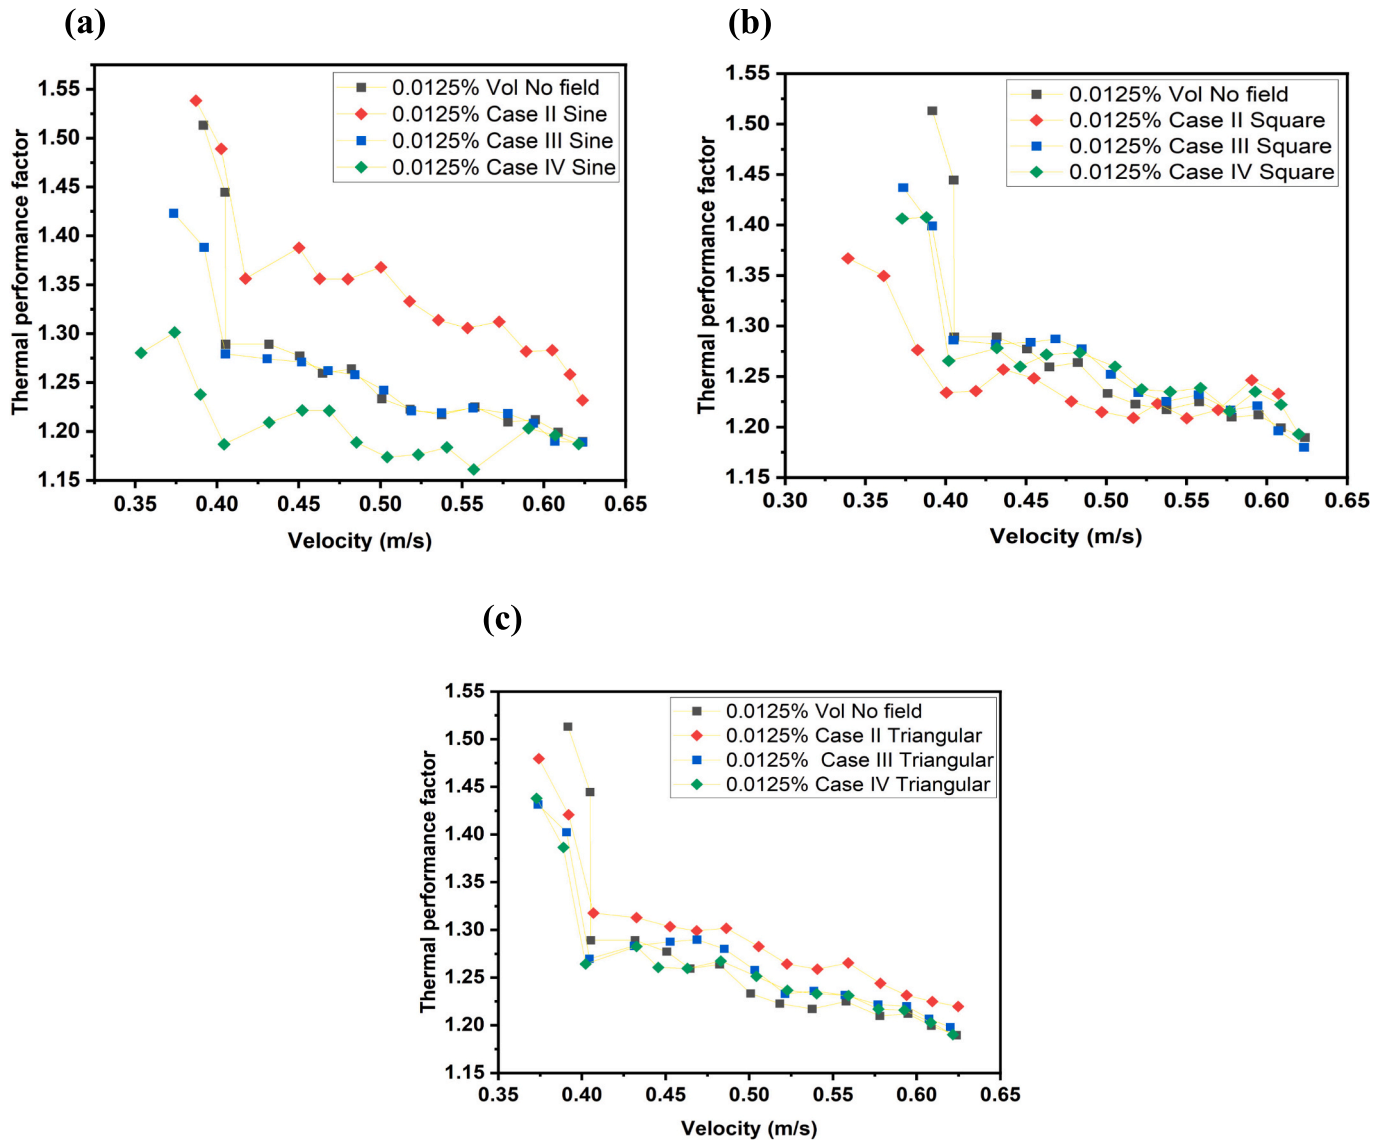 (a)
Thermal performance factor
1.55
1.50
1.45
1.40
1.35
1.30
1.25
1.20
1.15
0.35 0.40 0.45 0.50 0.55 0.60 0.65
Velocity (m/s)
0.0125% Vol No field
0.0125% Case II Sine
0.0125% Case III Sine
0.0125% Case IV Sine
(b)
Thermal performance factor
1.55
1.50
1.45
1.40
1.35
1.30
1.25
1.20
1.15
0.30 0.35 0.40 0.45 0.50 0.55 0.60 0.65
Velocity (m/s)
0.0125% Vol No field
0.0125% Case II Square
0.0125% Case III Square
0.0125% Case IV Square
(c)
Thermal performance factor
1.55
1.50
1.45
1.40
1.35
1.30
1.25
1.20
1.15
0.35 0.40 0.45 0.50 0.55 0.60 0.65
Velocity (m/s)
0.0125% Vol No field
0.0125% Case II Triangular
0.0125% Case III Triangular
0.0125% Case IV Triangular